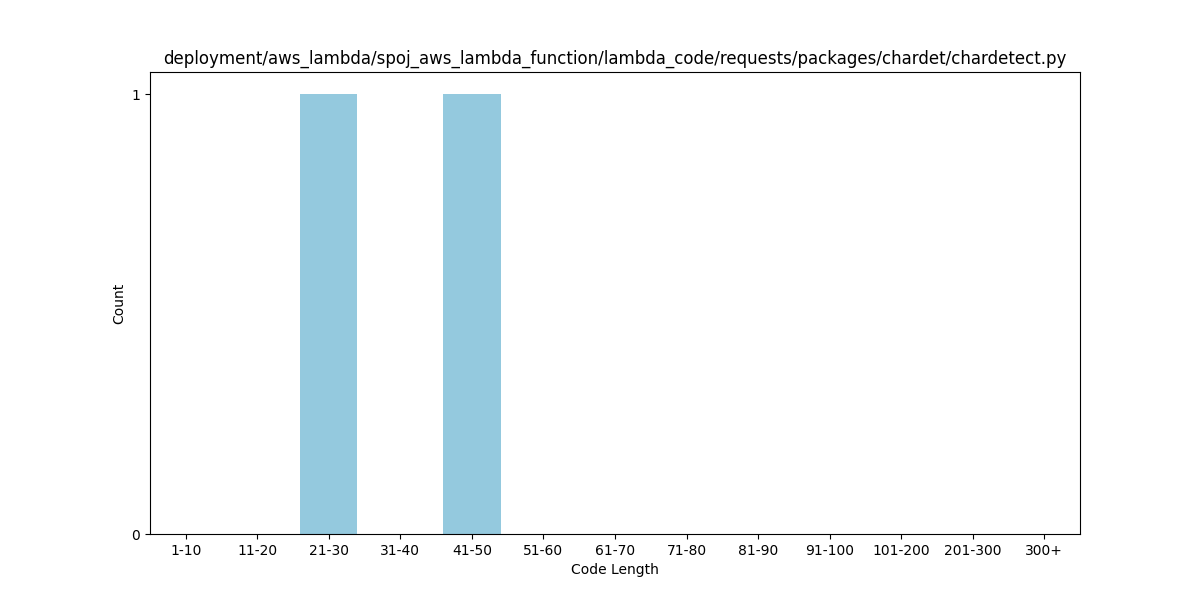 deployment/aws_lambda/spoj_aws_lambda_function/lambda_code/requests/packages/chardet/chardetect.py
1
Count
0
1-10 11-20 21-30 31-40 41-50 51-60 61-70 71-80 81-90 91-100 101-200 201-300 300+
Code Length